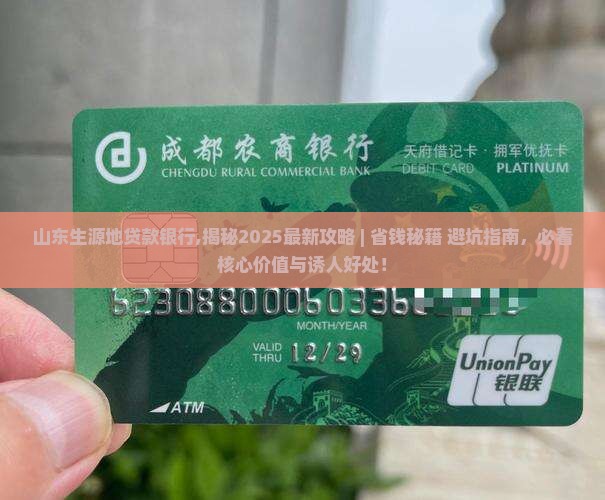 成都农商银行
CHENGDU RURAL COMMERCIAL BANK
天府借记卡·拥军优抚卡
DEBIT CARD PLATINUM
山东生源地贷款银行,揭秘2025最新攻略 | 省钱秘籍 避坑指南，必看
核心价值与诱人好处！
MONTH/YEAR
VALID THRU 12/29
UnionPay
银联
ATM